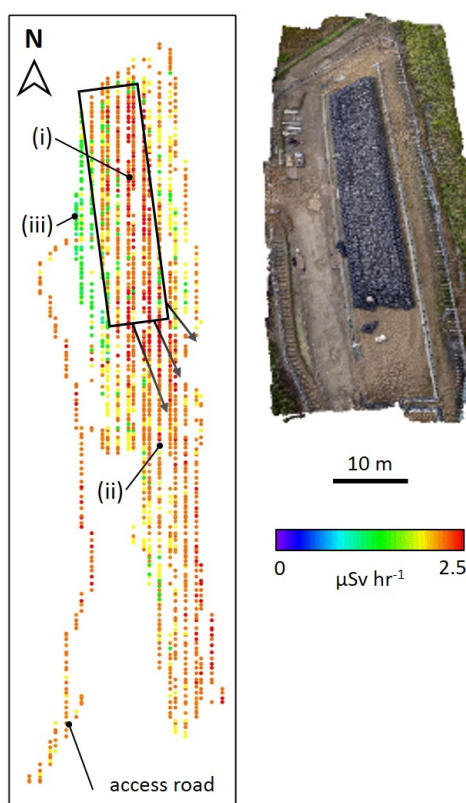 N
(i)
(iii)
(ii)
access road
10 m
0 2.5
µSv hr-1